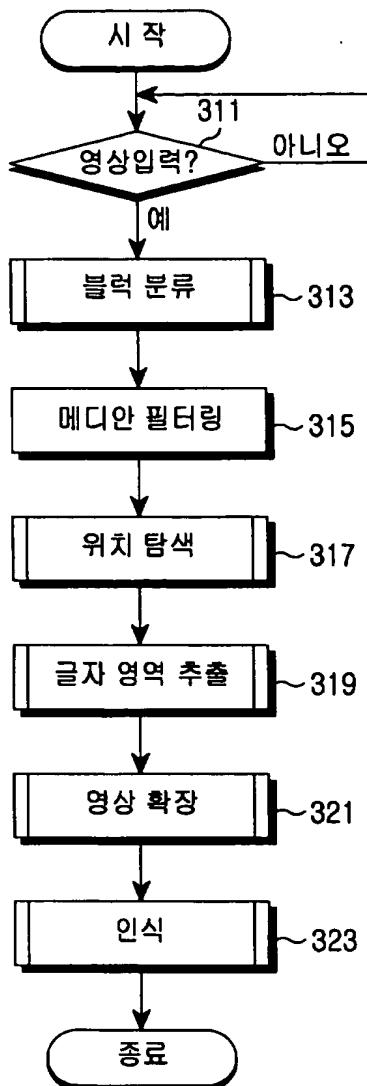 시 작
311
영상입력?
아니오
예
블럭 분류
313
메디안 필터링
315
위치 탐색
317
글자 영역 추출
319
영상 확장
321
인식
323
종료